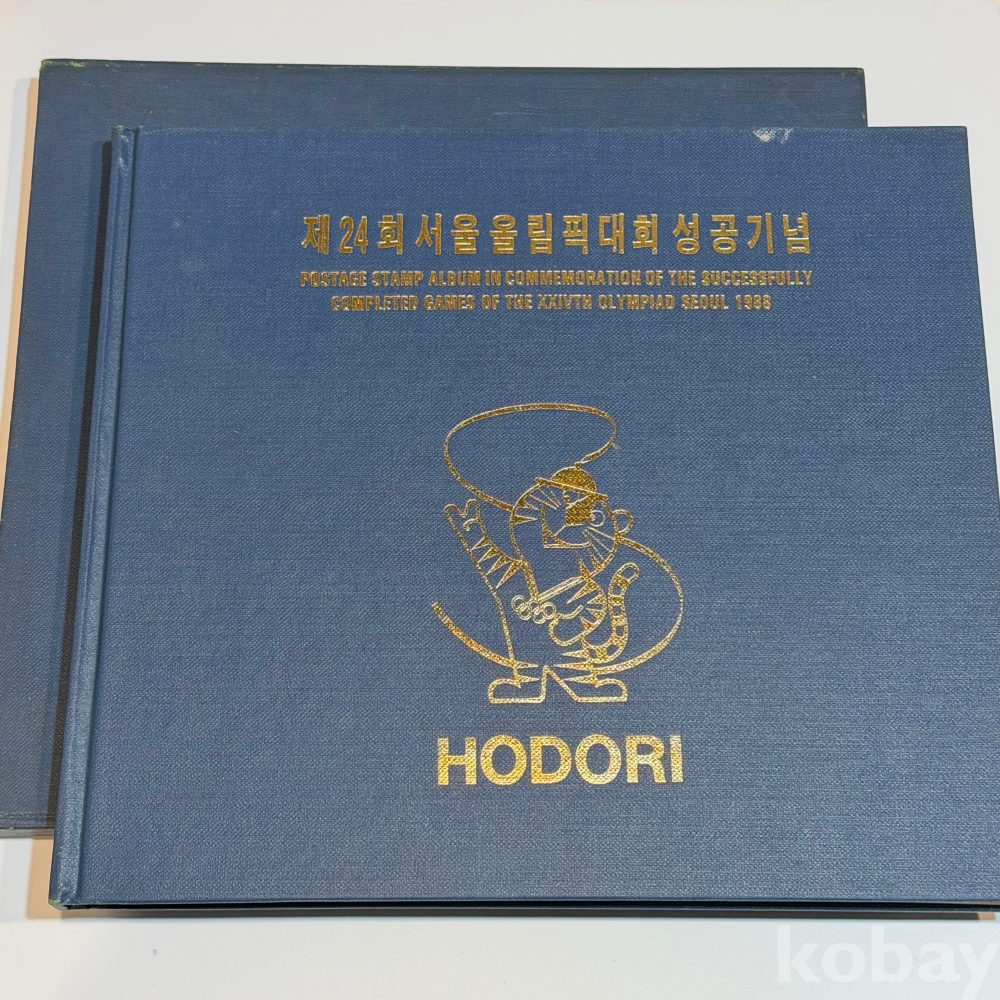 제24회 서울올림픽대회 성공기념
POSTAGE STAMP ALBUM IN COMMEMORATION OF THE SUCCESSFULLY
COMPLETED GAMES OF THE XXIVTH OLYMPIAD SEOUL 1988
HODORI
kobay